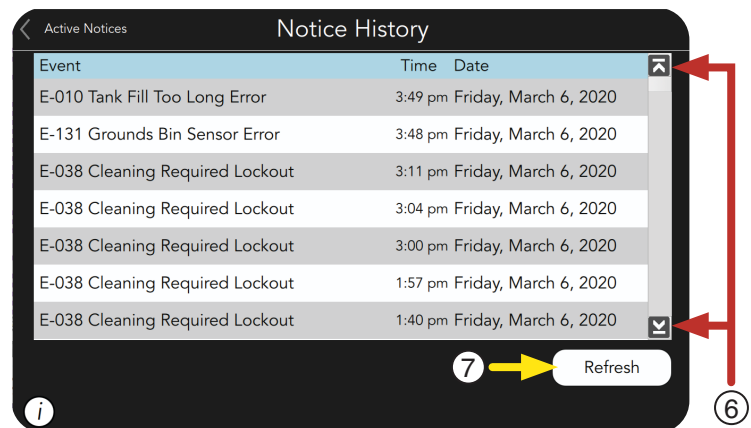 Active Notices Notice History
Event Time Date
E-010 Tank Fill Too Long Error 3:49 pm Friday, March 6, 2020
E-131 Grounds Bin Sensor Error 3:48 pm Friday, March 6, 2020
E-038 Cleaning Required Lockout 3:11 pm Friday, March 6, 2020
E-038 Cleaning Required Lockout 3:04 pm Friday, March 6, 2020
E-038 Cleaning Required Lockout 3:00 pm Friday, March 6, 2020
E-038 Cleaning Required Lockout 1:57 pm Friday, March 6, 2020
E-038 Cleaning Required Lockout 1:40 pm Friday, March 6, 2020
7 Refresh
i 6